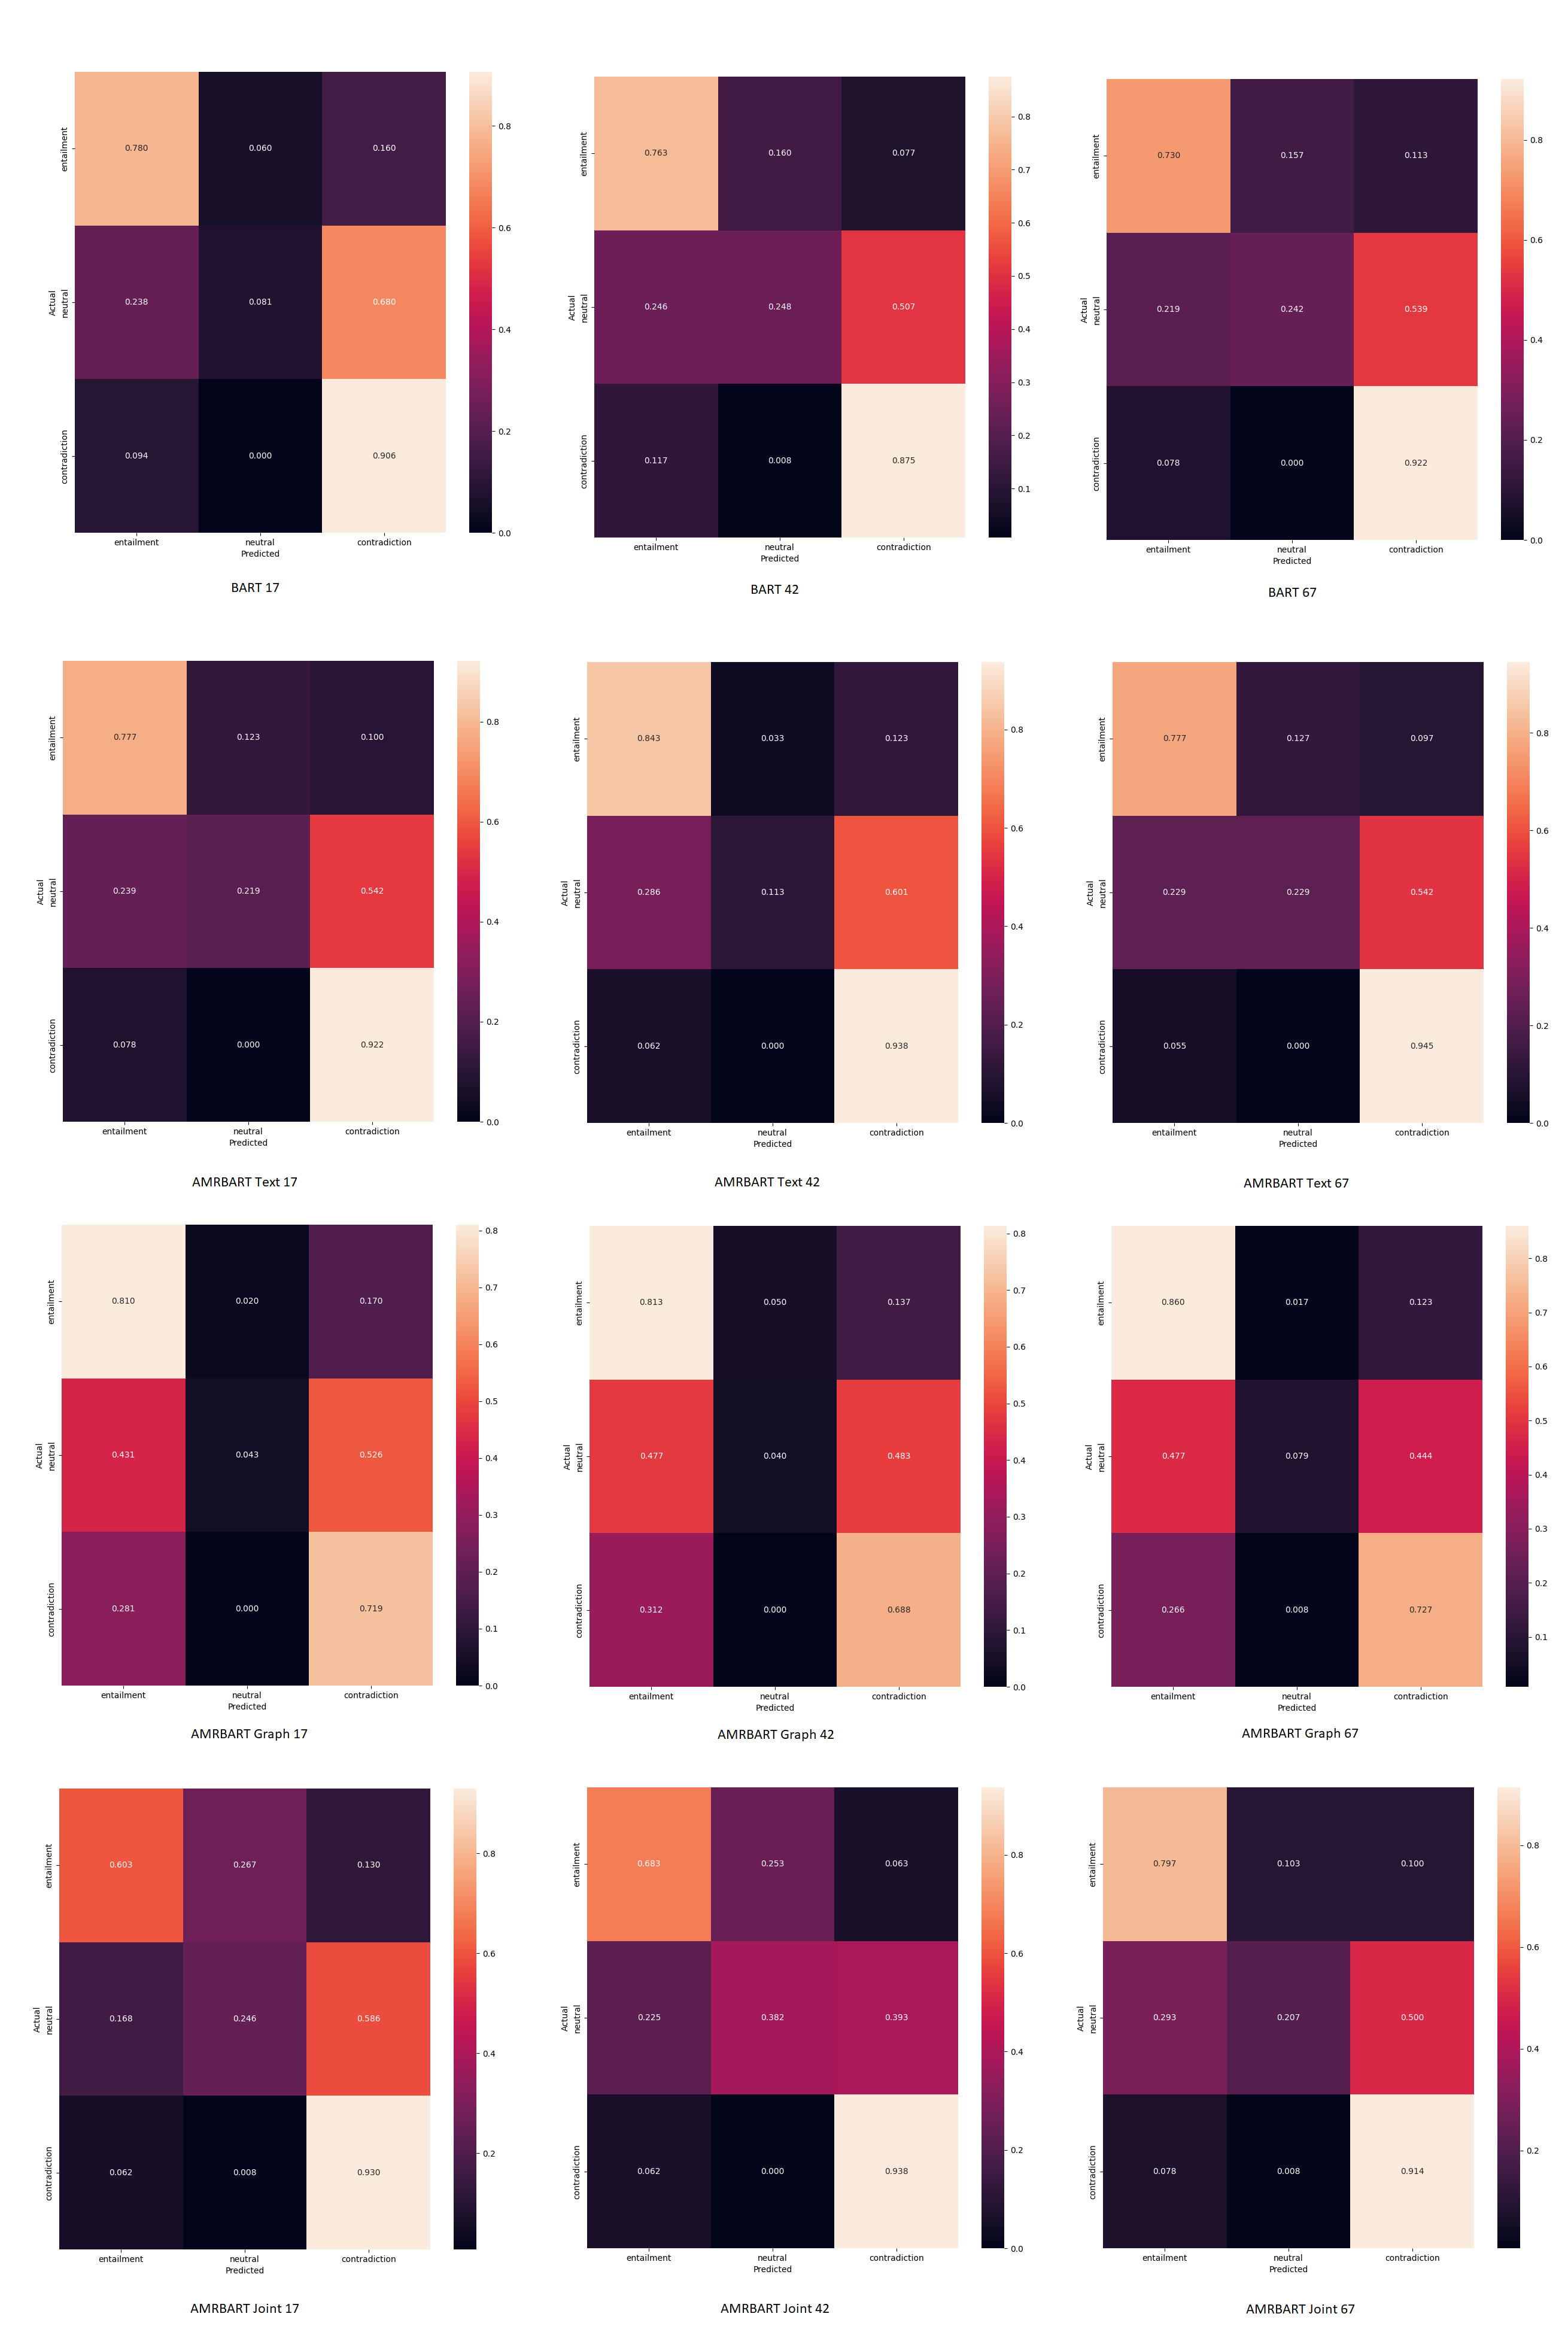 entailment
0.780 0.060 0.160
0.8
0.6
Actual
neutral
0.238 0.081 0.680
0.4
0.2
contradiction
0.094 0.000 0.906
0.0
entailment neutral contradiction
Predicted
BART 17
entailment
0.763 0.160 0.077
0.8
0.7
0.6
0.5
Actual
neutral
0.246 0.248 0.507
0.4
0.3
0.2
contradiction
0.117 0.008 0.875
0.1
entailment neutral contradiction
Predicted
BART 42
entailment
0.730 0.157 0.113
0.8
0.6
Actual
neutral
0.219 0.242 0.539
0.4
0.2
contradiction
0.078 0.000 0.922
0.0
entailment neutral contradiction
Predicted
BART 67
entailment
0.777 0.123 0.100
0.8
0.6
Actual
neutral
0.239 0.219 0.542
0.4
0.2
contradiction
0.078 0.000 0.922
0.0
entailment neutral contradiction
Predicted
AMRBART Text 17
entailment
0.843 0.033 0.123
0.8
0.6
Actual
neutral
0.286 0.113 0.601
0.4
0.2
contradiction
0.062 0.000 0.938
0.0
entailment neutral contradiction
Predicted
AMRBART Text 42
entailment
0.777 0.127 0.097
0.8
0.6
Actual
neutral
0.229 0.229 0.542
0.4
0.2
contradiction
0.055 0.000 0.945
0.0
entailment neutral contradiction
Predicted
AMRBART Text 67
entailment
0.810 0.020 0.170
0.8
0.7
0.6
0.5
Actual
neutral
0.431 0.043 0.526
0.4
0.3
0.2
contradiction
0.281 0.000 0.719
0.1
0.0
entailment neutral contradiction
Predicted
AMRBART Graph 17
entailment
0.813 0.050 0.137
0.8
0.7
0.6
0.5
Actual
neutral
0.477 0.040 0.483
0.4
0.3
0.2
contradiction
0.312 0.000 0.688
0.1
0.0
entailment neutral contradiction
Predicted
AMRBART Graph 42
entailment
0.860 0.017 0.123
0.8
0.7
0.6
0.5
Actual
neutral
0.477 0.079 0.444
0.4
0.3
0.2
contradiction
0.266 0.008 0.727
0.1
entailment neutral contradiction
Predicted
AMRBART Graph 67
entailment
0.603 0.267 0.130
0.8
0.6
Actual
neutral
0.168 0.246 0.586
0.4
0.2
contradiction
0.062 0.008 0.930
entailment neutral contradiction
Predicted
AMRBART Joint 17
entailment
0.683 0.253 0.063
0.8
0.6
Actual
neutral
0.225 0.382 0.393
0.4
0.2
contradiction
0.062 0.000 0.938
0.0
entailment neutral contradiction
Predicted
AMRBART Joint 42
entailment
0.797 0.103 0.100
0.8
0.6
Actual
neutral
0.293 0.207 0.500
0.4
0.2
contradiction
0.078 0.008 0.914
entailment neutral contradiction
Predicted
AMRBART Joint 67